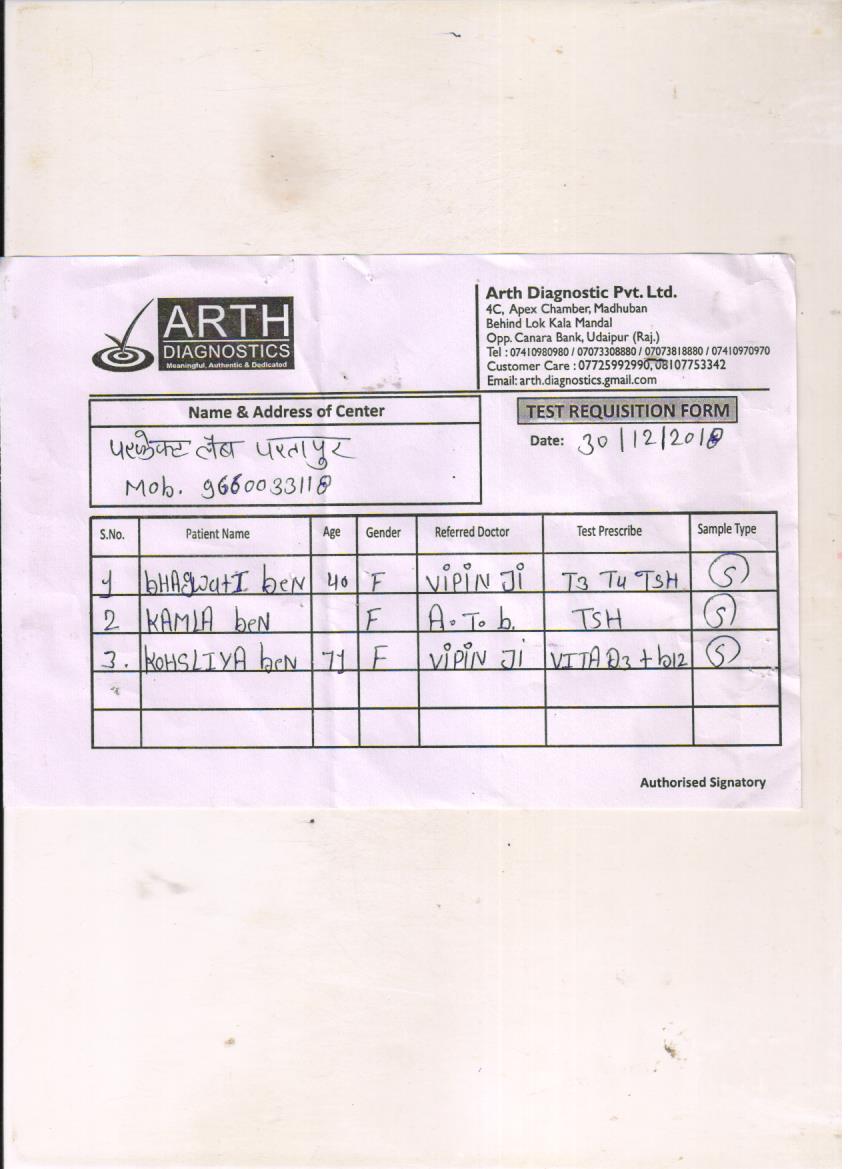 ARTH
DIAGNOSTICS
Meaningful, Authentic & Dedicated
Arth Diagnostic Pvt. Ltd.
4C, Apex Chamber, Madhuban
Behind Lok Kala Mandal
Opp. Canara Bank, Udaipur (Raj.)
Tel : 07410980980 / 07073308880 / 07073818880 / 07410970970
Customer Care : 07725992990, 08107753342
Email: arth.diagnostics.gmail.com
Name & Address of Center
परफेक्ट लैब परतापुर
Mob. 9660033118
TEST REQUISITION FORM
Date: 30/12/2018
S.No. Patient Name Age Gender Referred Doctor Test Prescribe Sample Type
1 bHAgwatI beN 40 F VIPIN JI T3 T4 TSH S
2 KAMLA beN F A.T.b. TSH S
3. KOHSLIYA beN 71 F VIPIN JI VITA D3 + b12 S
Authorised Signatory